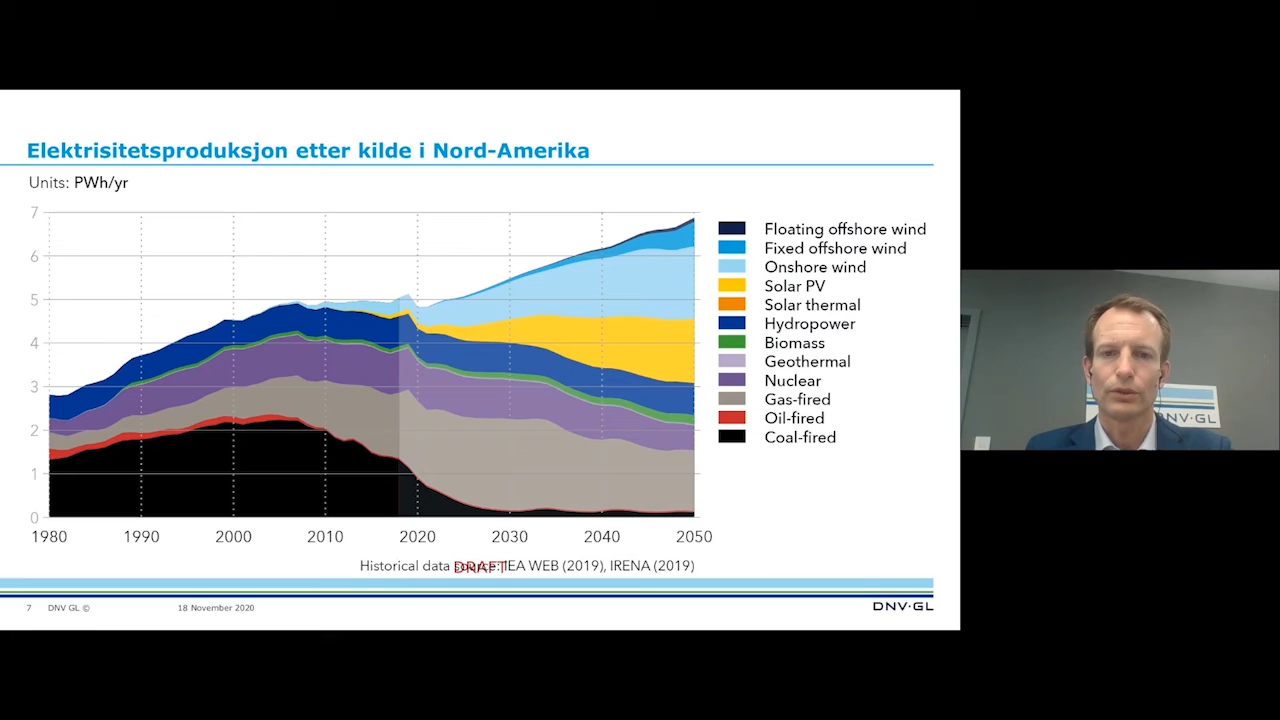 Elektrisitetsproduksjon etter kilde i Nord-Amerika
Units: PWh/yr
7
6
5
4
3
2
1
0
1980 1990 2000 2010 2020 2030 2040 2050
Floating offshore wind
Fixed offshore wind
Onshore wind
Solar PV
Solar thermal
Hydropower
Biomass
Geothermal
Nuclear
Gas-fired
Oil-fired
Coal-fired
Historical data source: IEA WEB (2019), IRENA (2019)
DRAFT
7 DNV GL © 18 November 2020
DNV·GL
DNV·GL